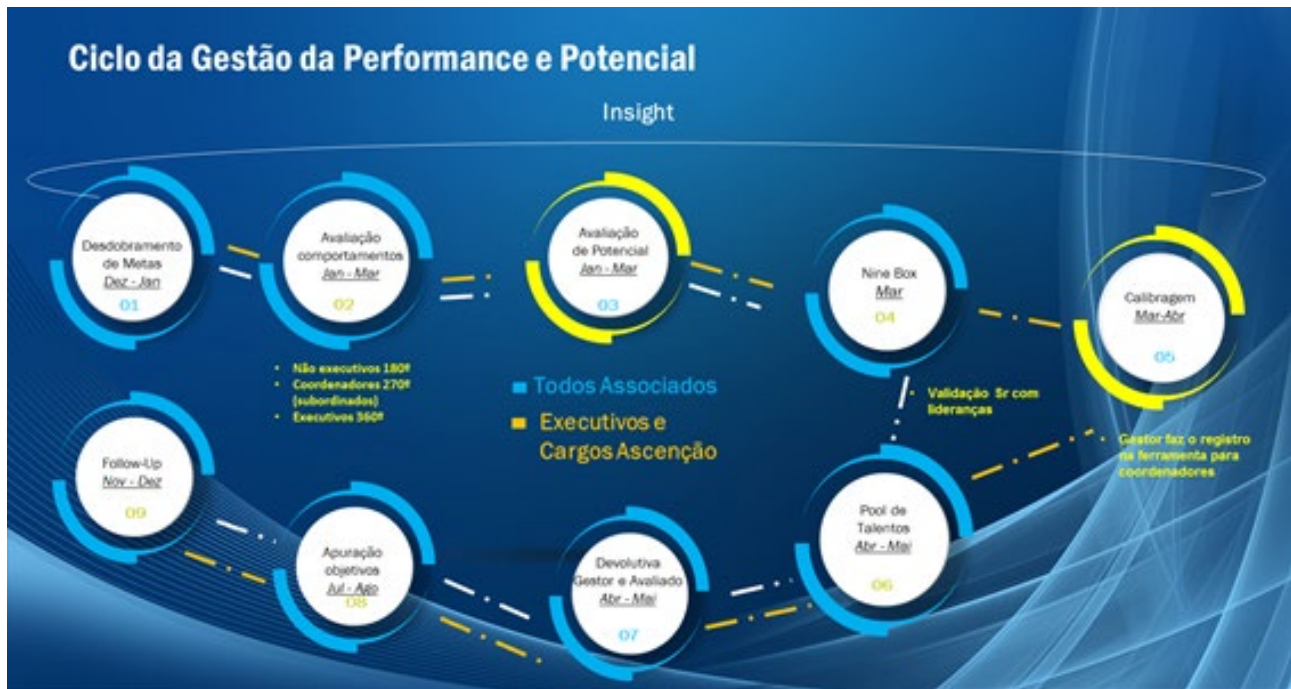 Ciclo da Gestão da Performance e Potencial
Insight
Desdobramento
de Metas
Dez - Jan
01
Avaliação
comportamentos
Jan - Mar
02
• Não executivos 180º
• Coordenadores 270º
(subordinados)
• Executivos 360º
Avaliação
de Potencial
Jan - Mar
03
Nine Box
Mar
04
Calibragem
Mar-Abr
05
Todos Associados
Executivos e
Cargos Ascenção
• Validação Sr com
lideranças
• Gestor faz o registro
na ferramenta para
coordenadores
Pool de
Talentos
Abr - Mai
06
Devolutiva
Gestor e Avaliado
Abr - Mai
07
Apuração
objetivos
Jul - Ago
08
Follow-Up
Nov - Dez
09